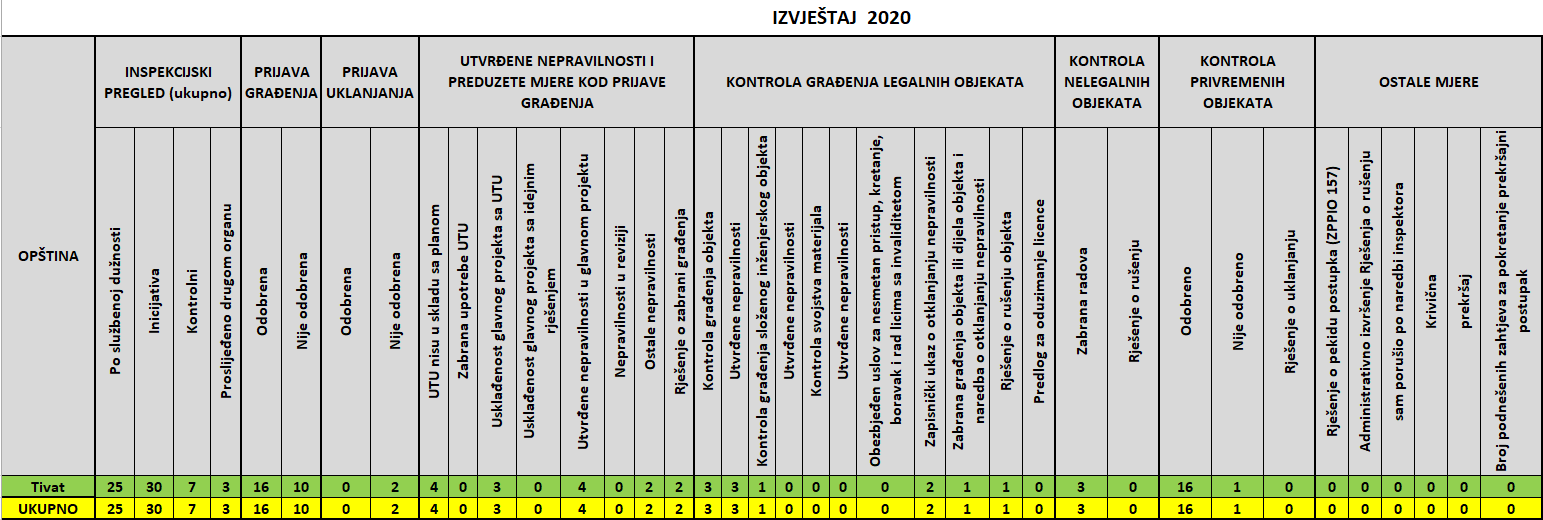 IZVJEŠTAJ 2020
OPŠTINA
INSPEKCIJSKI
PREGLED (ukupno)
PRIJAVA
GRAĐENJA
PRIJAVA
UKLANJANJA
UTVRĐENE NEPRAVILNOSTI I
PREDUZETE MJERE KOD PRIJAVE
GRAĐENJA
KONTROLA GRAĐENJA LEGALNIH OBJEKATA
KONTROLA
NELEGALNIH
OBJEKATA
KONTROLA
PRIVREMENIH
OBJEKATA
OSTALE MJERE
Po službenoj dužnosti
Inicijativa
Kontrolni
Proslijeđeno drugom organu
Odobrena
Nije odobrena
Odobrena
Nije odobrena
UTU nisu u skladu sa planom
Zabrana upotrebe UTU
Usklađenost glavnog projekta sa UTU
Usklađenost glavnog projekta sa idejnim
rješenjem
Utvrđene nepravilnosti u glavnom projektu
Nepravilnosti u reviziji
Ostale nepravilnosti
Rješenje o zabrani građenja
Kontrola građenja objekta
Utvrđene nepravilnosti
Kontrola građenja složenog inženjerskog objekta
Utvrđene nepravilnosti
Kontrola svojstva materijala
Utvrđene nepravilnosti
Obezbjeđen uslov za nesmetan pristup, kretanje,
boravak i rad licima sa invaliditetom
Zapisnički ukaz o otklanjanju nepravilnosti
Zabrana građenja objekta ili dijela objekta i
naredba o otklanjanju nepravilnosti
Rješenje o rušenju objekta
Predlog za oduzimanje licence
Zabrana radova
Rješenje o rušenju
Odobreno
Nije odobreno
Rješenje o uklanjanju
Rješenje o pekidu postupka (ZPPIO 157)
Administrativno izvršenje Rješenja o rušenju
sam porušio po naredbi inspektora
Krivična
prekršaj
Broj podnešenih zahtjeva za pokretanje prekršajni
postupak
Tivat 25 30 7 3 16 10 0 2 4 0 3 0 4 0 2 2 3 3 1 0 0 0 0 2 1 1 0 3 0 16 1 0 0 0 0 0 0 0
UKUPNO 25 30 7 3 16 10 0 2 4 0 3 0 4 0 2 2 3 3 1 0 0 0 0 2 1 1 0 3 0 16 1 0 0 0 0 0 0 0